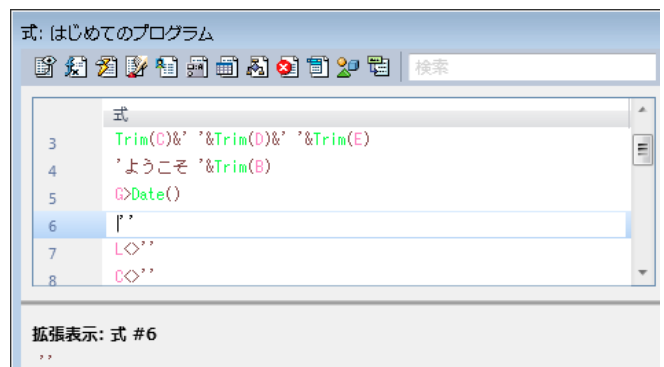 式: はじめてのプログラム
検索
式
3 Trim(C)&' '&Trim(D)&' '&Trim(E)
4 'ようこそ '&Trim(B)
5 G>Date()
6 ''
7 L<>''
8 C<>''
拡張表示: 式 #6
''